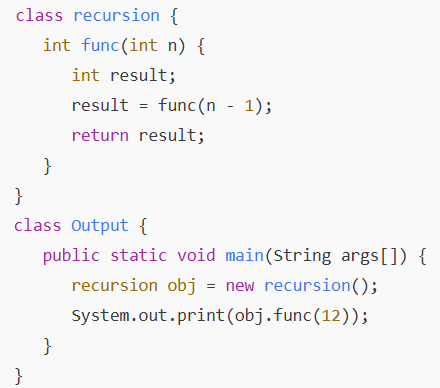 class recursion {
   int func(int n) {
      int result;
      result = func(n - 1);
      return result;
   }
}
class Output {
   public static void main(String args[]) {
      recursion obj = new recursion();
      System.out.print(obj.func(12));
   }
}